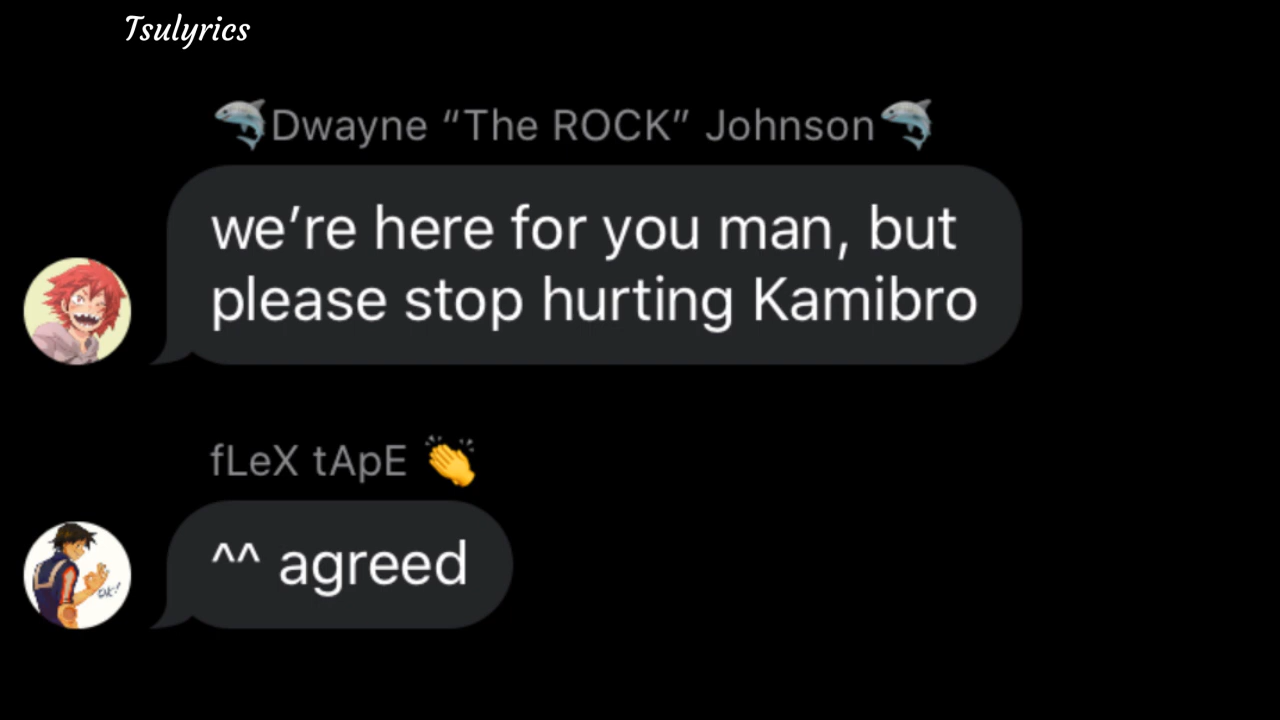 Tsulyrics
🦈Dwayne “The ROCK” Johnson🦈
we’re here for you man, but
please stop hurting Kamibro
fLeX tApE 👏
^^ agreed
OK!